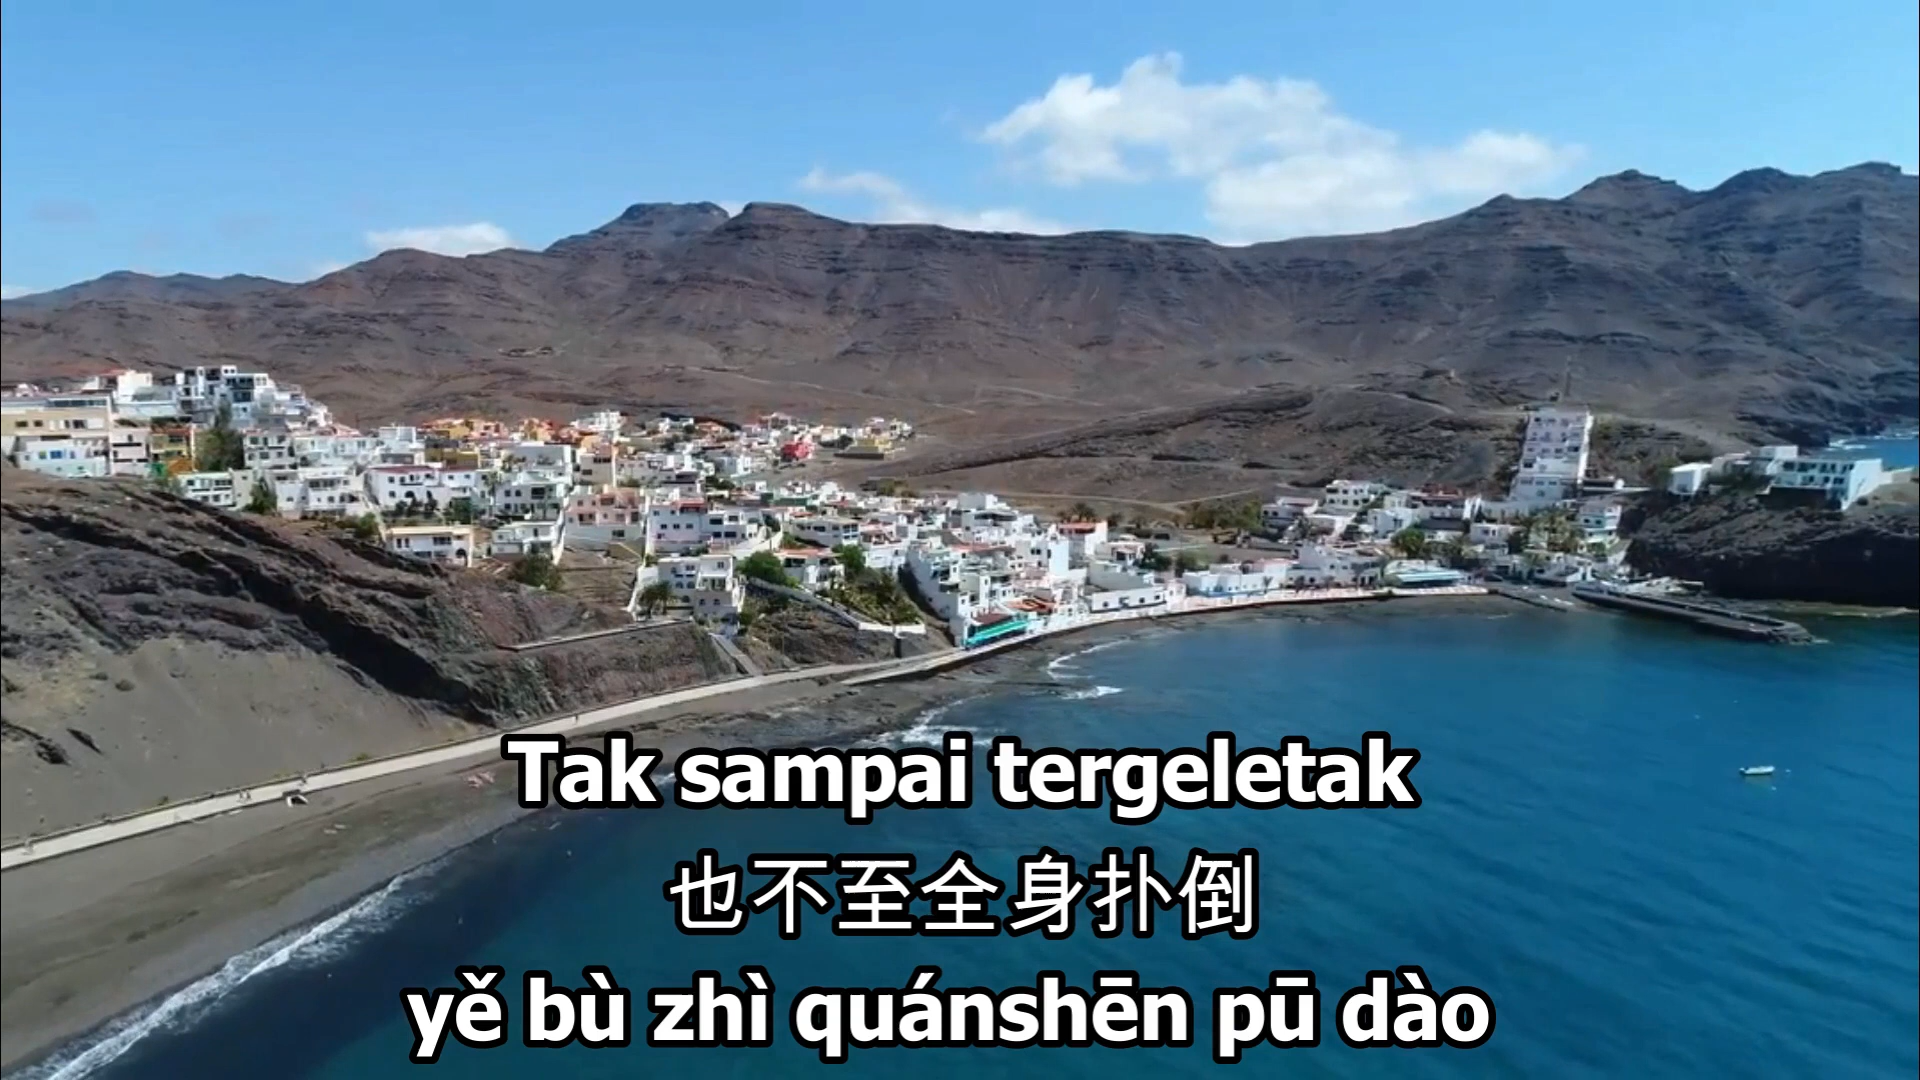 Tak sampai tergeletak
也不至全身扑倒
yě bù zhì quánshēn pū dào